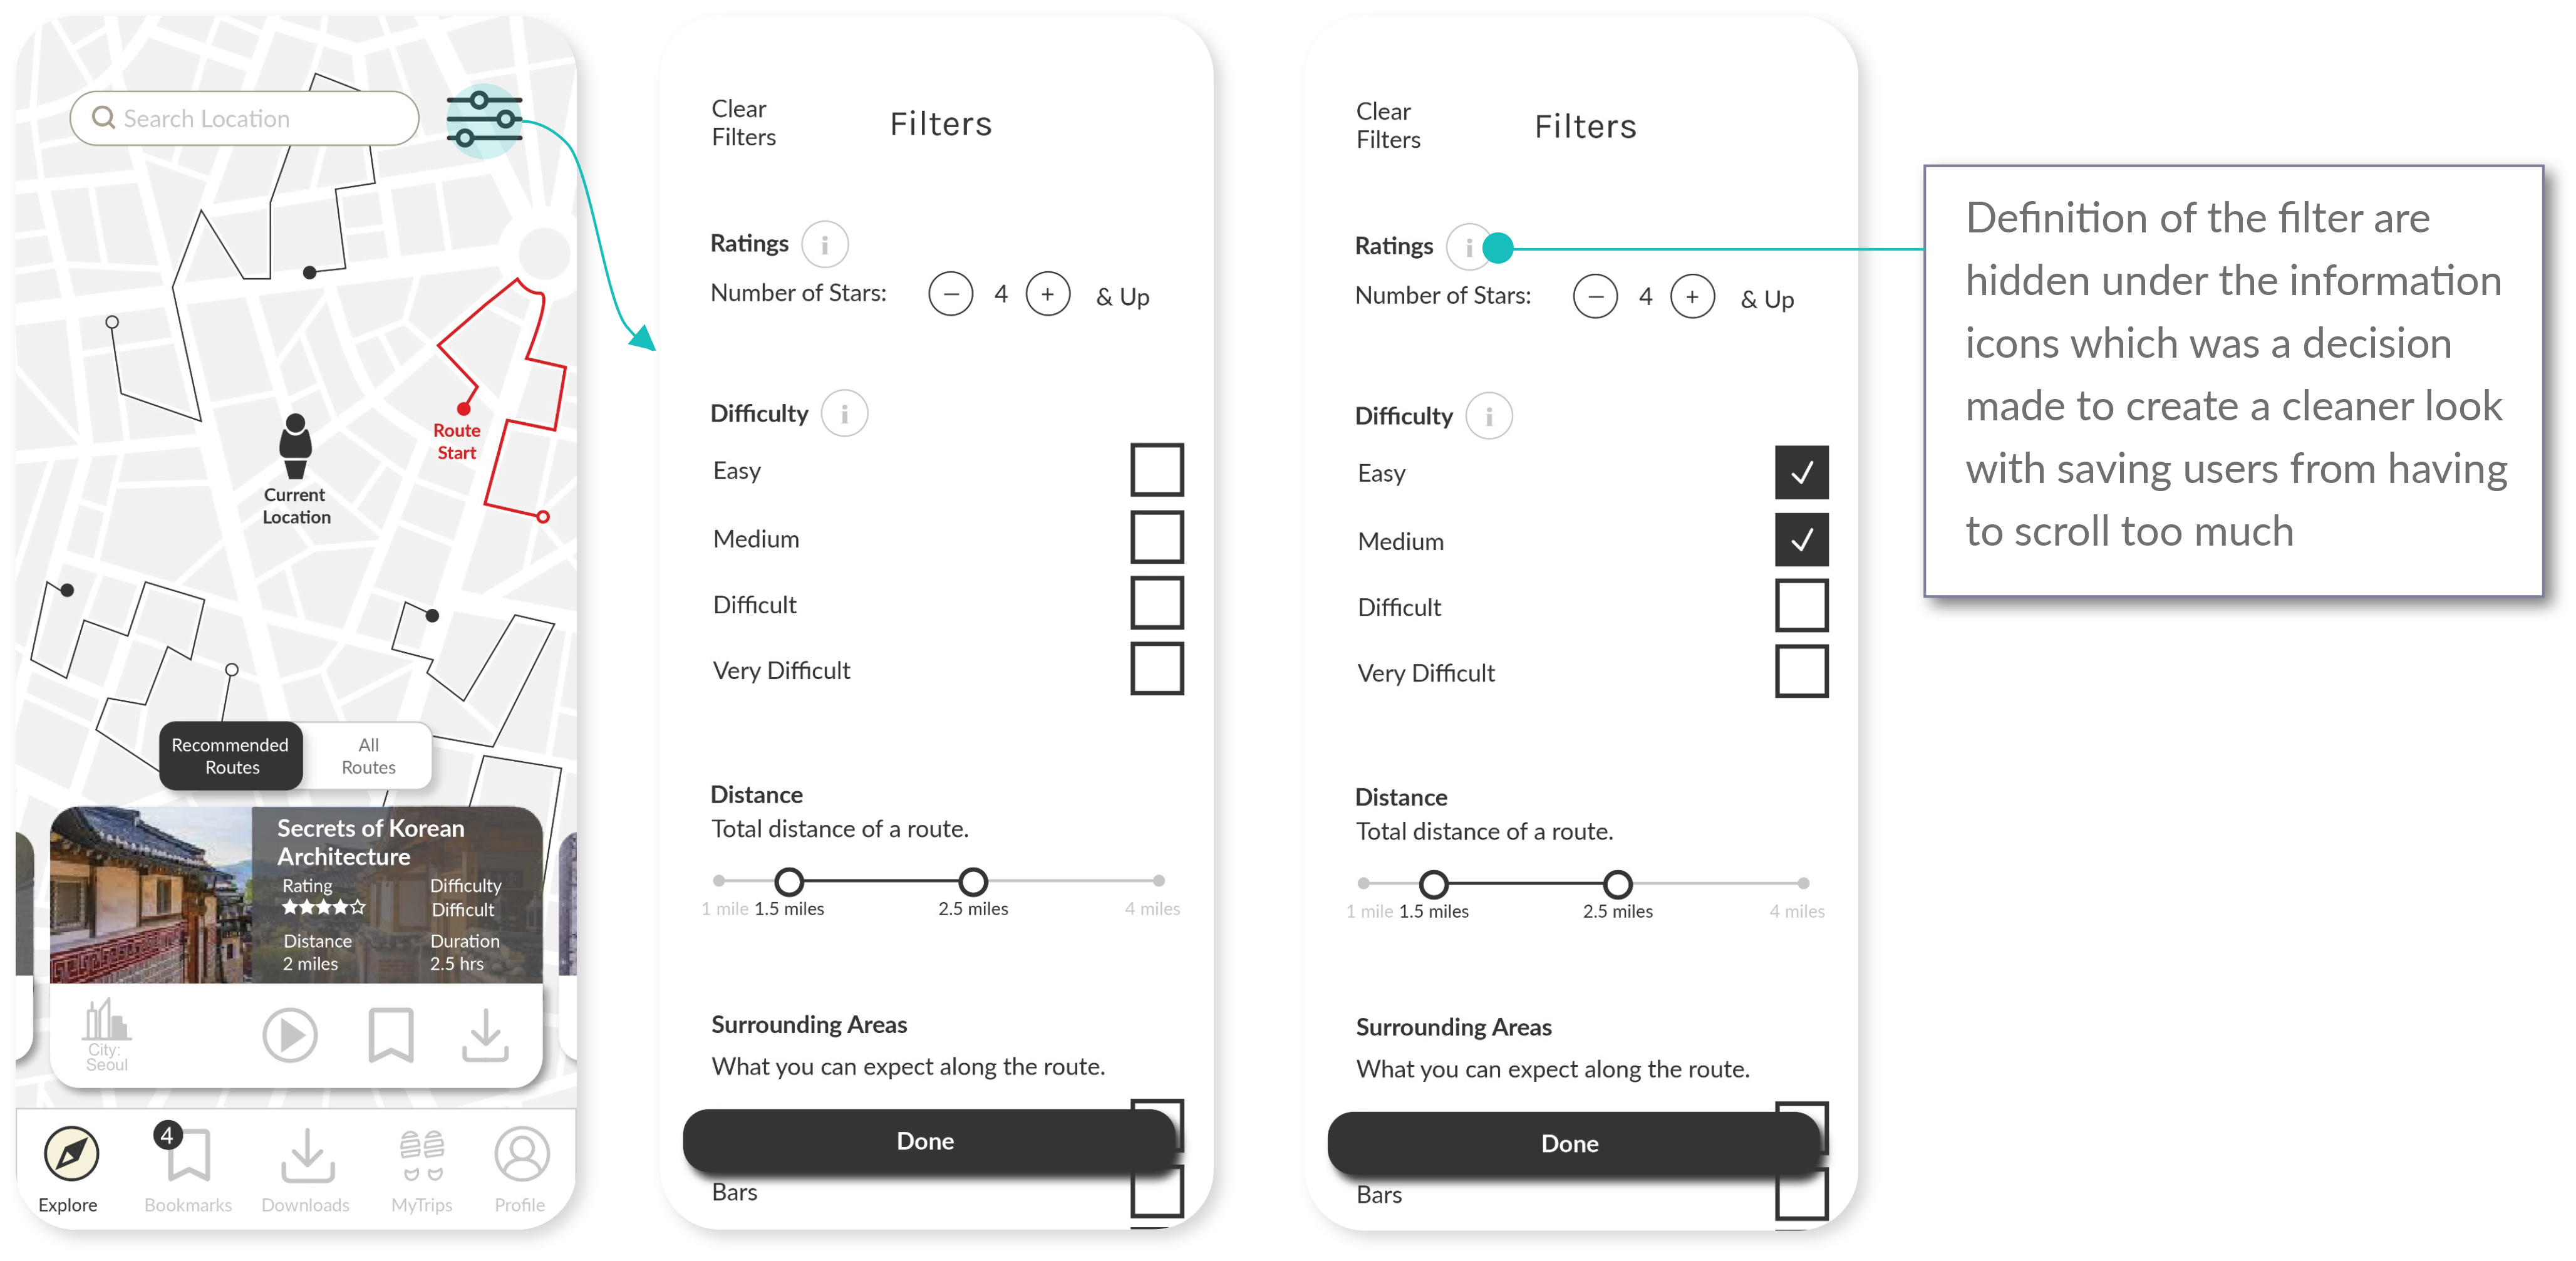 Search Location
Route
Start
Current
Location
Recommended
Routes
All
Routes
Secrets of Korean
Architecture
Rating
Difficulty
Difficult
Distance
2 miles
Duration
2.5 hrs
City:
Seoul
4
Explore
Bookmarks
Downloads
MyTrips
Profile
Clear
Filters
Filters
Ratings i
Number of Stars: − 4 + & Up
Difficulty i
Easy
Medium
Difficult
Very Difficult
Distance
Total distance of a route.
1 mile 1.5 miles 2.5 miles 4 miles
Surrounding Areas
What you can expect along the route.
Done
Bars
Clear
Filters
Filters
Ratings i
Number of Stars: − 4 + & Up
Difficulty i
Easy
Medium
Difficult
Very Difficult
Distance
Total distance of a route.
1 mile 1.5 miles 2.5 miles 4 miles
Surrounding Areas
What you can expect along the route.
Done
Bars
Definition of the filter are
hidden under the information
icons which was a decision
made to create a cleaner look
with saving users from having
to scroll too much